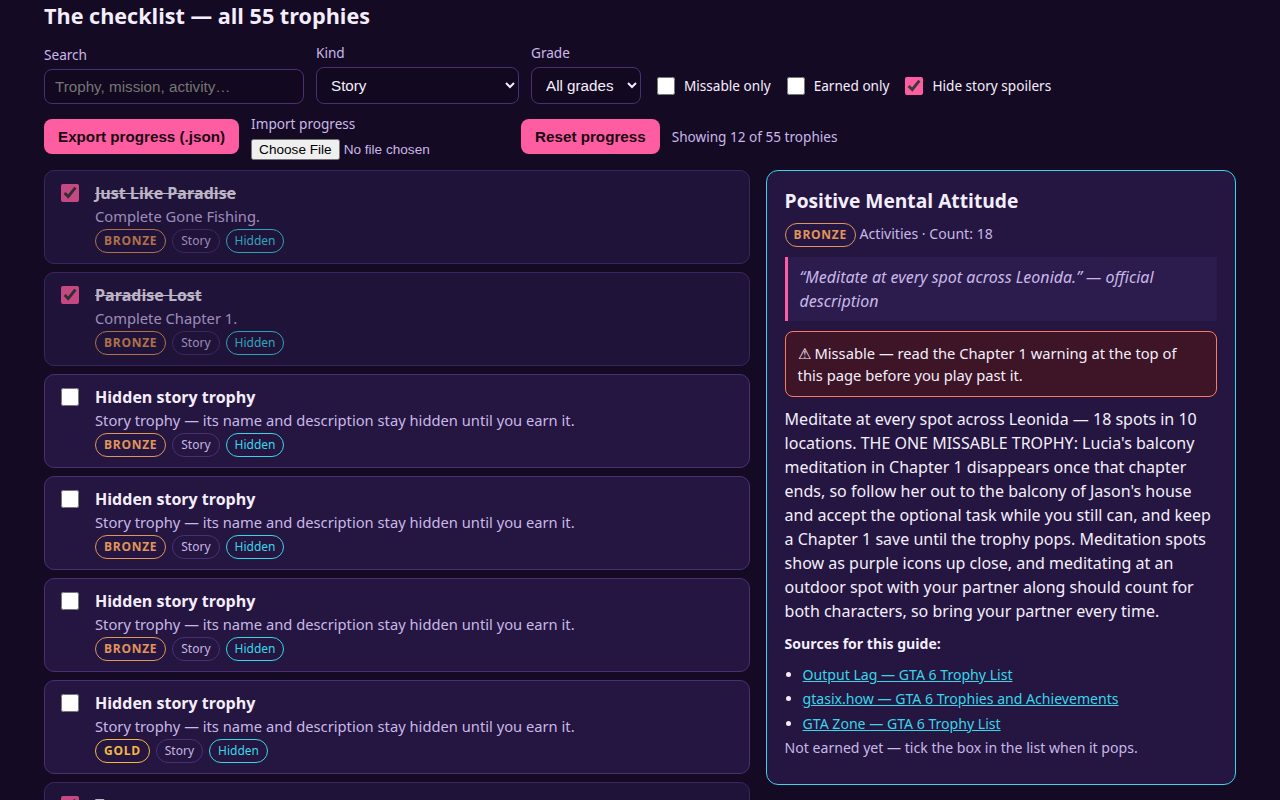 The checklist — all 55 trophies
Search
Kind
Grade
Trophy, mission, activity…
Story
All grades
Missable only
Earned only
Hide story spoilers
Export progress (.json)
Import progress
Choose File No file chosen
Reset progress
Showing 12 of 55 trophies
Just Like Paradise
Complete Gone Fishing.
BRONZE Story Hidden
Paradise Lost
Complete Chapter 1.
BRONZE Story Hidden
Hidden story trophy
Story trophy — its name and description stay hidden until you earn it.
BRONZE Story Hidden
Hidden story trophy
Story trophy — its name and description stay hidden until you earn it.
BRONZE Story Hidden
Hidden story trophy
Story trophy — its name and description stay hidden until you earn it.
BRONZE Story Hidden
Hidden story trophy
Story trophy — its name and description stay hidden until you earn it.
GOLD Story Hidden
Positive Mental Attitude
BRONZE Activities · Count: 18
“Meditate at every spot across Leonida.” — official
description
⚠ Missable — read the Chapter 1 warning at the top of
this page before you play past it.
Meditate at every spot across Leonida — 18 spots in 10
locations. THE ONE MISSABLE TROPHY: Lucia's balcony
meditation in Chapter 1 disappears once that chapter
ends, so follow her out to the balcony of Jason's house
and accept the optional task while you still can, and keep
a Chapter 1 save until the trophy pops. Meditation spots
show as purple icons up close, and meditating at an
outdoor spot with your partner along should count for
both characters, so bring your partner every time.
Sources for this guide:
Output Lag — GTA 6 Trophy List
gtasix.how — GTA 6 Trophies and Achievements
GTA Zone — GTA 6 Trophy List
Not earned yet — tick the box in the list when it pops.